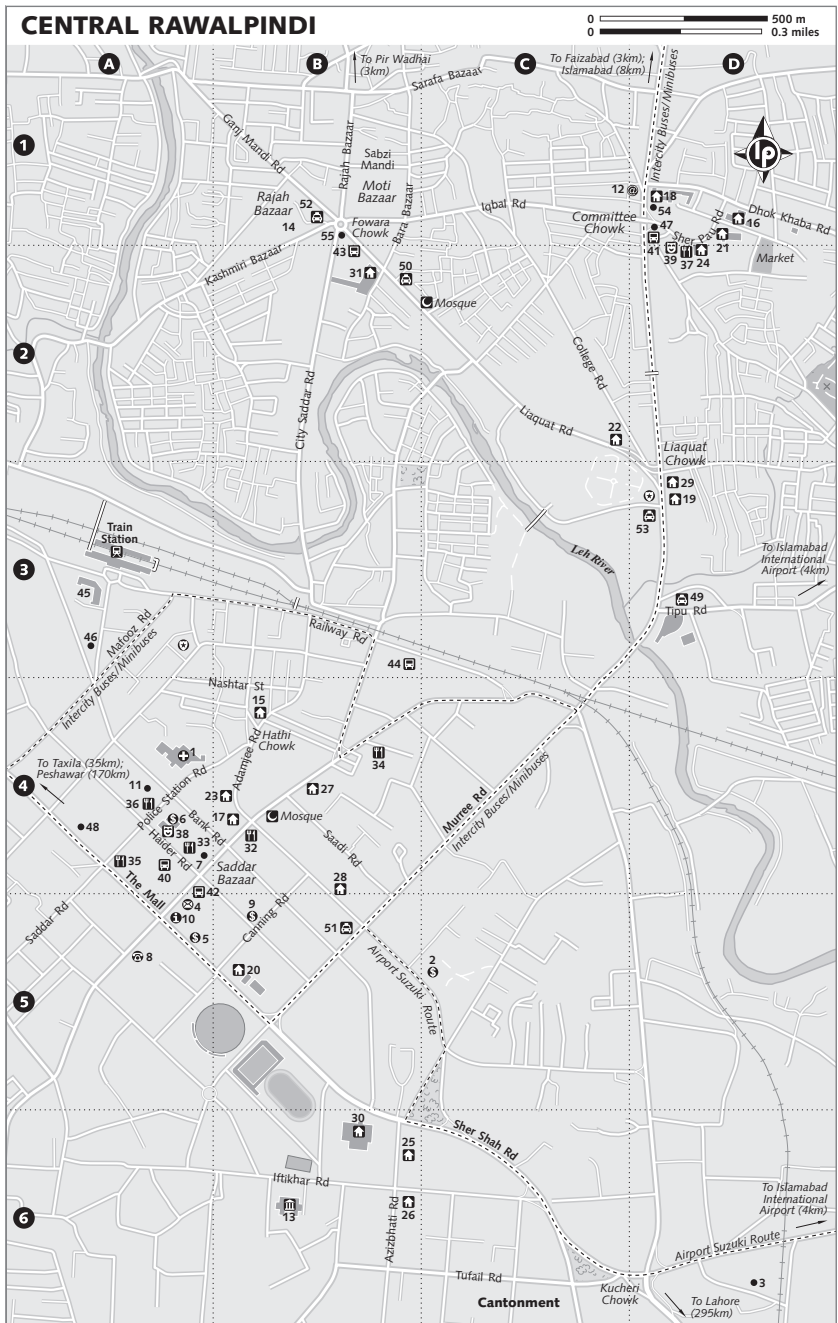 CENTRAL RAWALPINDI
0 500 m
0 0.3 miles
A
B
C
D
To Pir Wadhai
(3km)
To Faizabad (3km);
Islamabad (8km)
Sarafa Bazaar
Intercity Buses/Minibuses
1
Ganj Mandi Rd
Rajah Bazaar
Sabzi
Mandi
Moti
Bazaar
Bara Bazaar
lp
12
18
54
Rajah
Bazaar
52
14
Iqbal Rd
Committee
Chowk
47
Sher Pau Rd
16
Dhok Khaba Rd
55
Fowara
Chowk
43
41
39
37
24
21
Market
Kashmiri Bazaar
31
50
Mosque
2
College Rd
City Saddar Rd
Liaquat Rd
22
Liaquat
Chowk
29
19
53
Train
Station
Leh River
To Islamabad
International
Airport (4km)
3
45
49
Tipu Rd
Mafooz Rd
46
Intercity Buses/Minibuses
Railway Rd
44
Nashtar St
15
Hathi
Chowk
1
34
To Taxila (35km);
Peshawar (170km)
Adamjee Rd
4
11
Police Station Rd
36
23
27
Murree Rd
Intercity Buses/Minibuses
48
6
38
Bank Rd
17
Mosque
33
32
Haider Rd
7
Saadi Rd
35
40
Saddar
Bazaar
28
The Mall
42
4
9
Saddar Rd
10
Canning Rd
5
51
8
20
2
Airport Suzuki Route
5
30
Sher Shah Rd
25
Iftikhar Rd
6
13
26
Azizbhati Rd
To Islamabad
International
Airport (4km)
Airport Suzuki Route
Tufail Rd
Kucheri
Chowk
3
Cantonment
To Lahore
(295km)